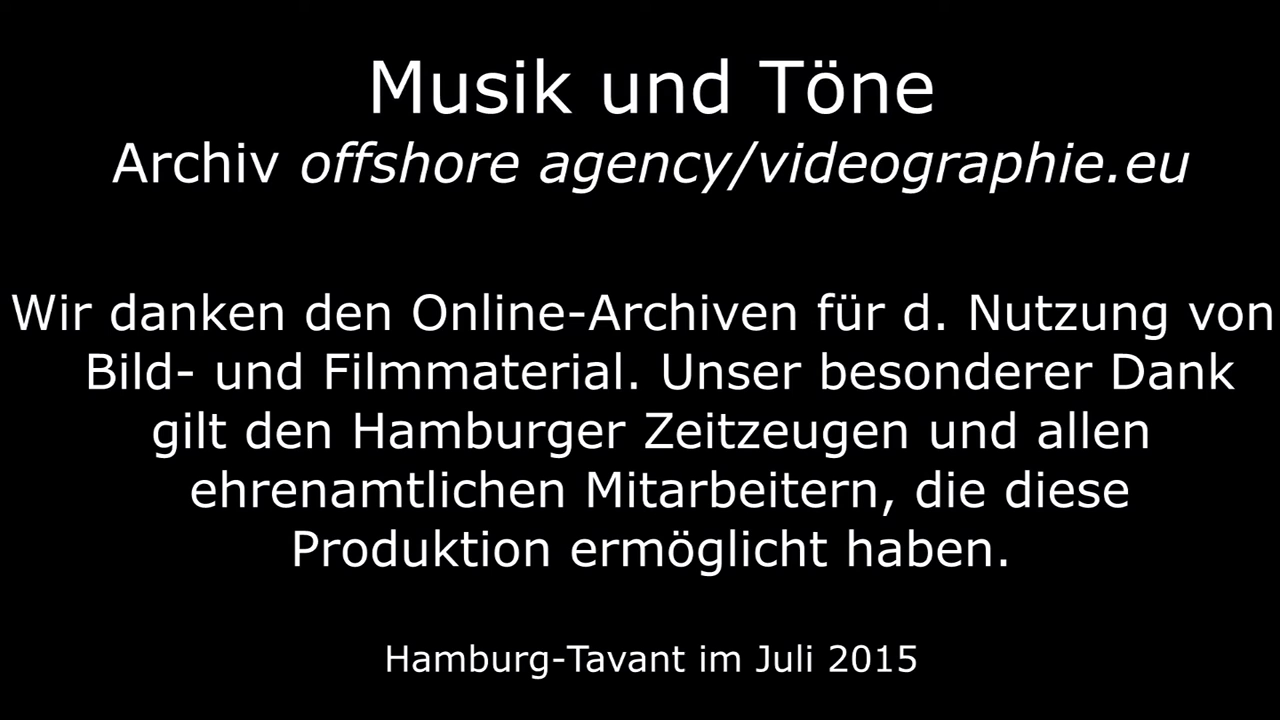 Musik und Töne
Archiv offshore agency/videographie.eu
Wir danken den Online-Archiven für d. Nutzung von
Bild- und Filmmaterial. Unser besonderer Dank
gilt den Hamburger Zeitzeugen und allen
ehrenamtlichen Mitarbeitern, die diese
Produktion ermöglicht haben.
Hamburg-Tavant im Juli 2015